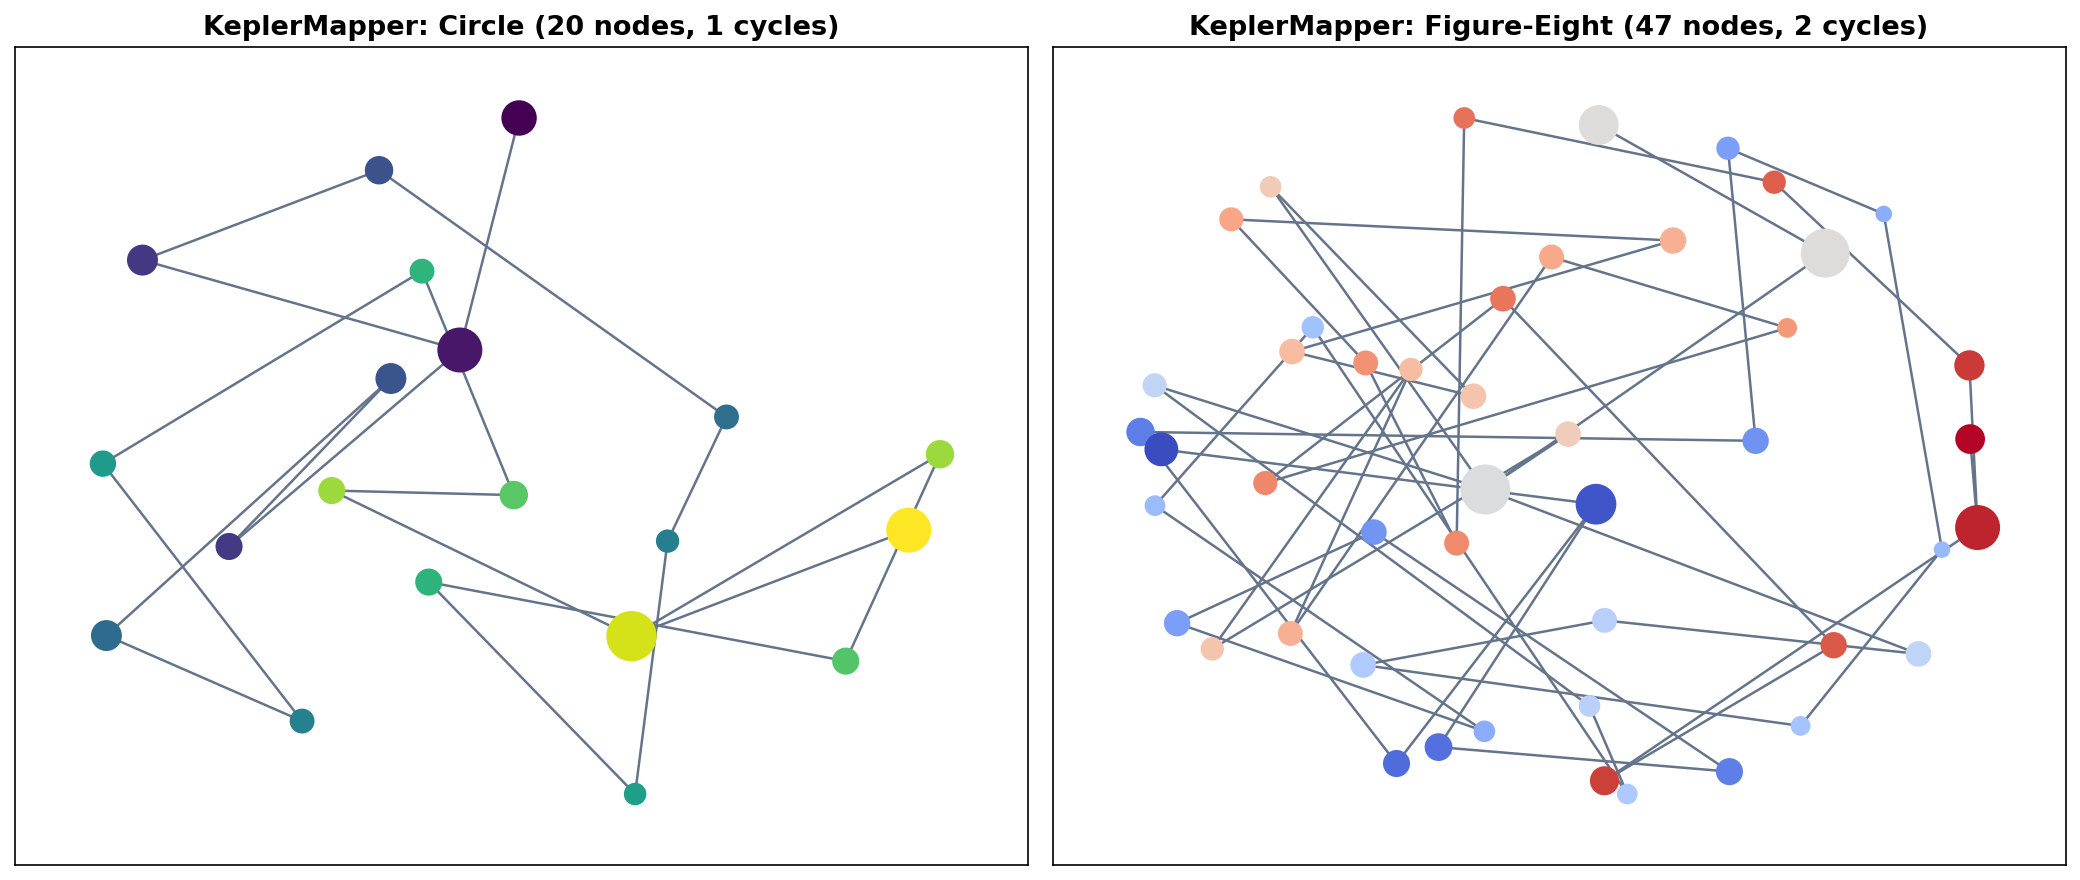 KeplerMapper: Circle (20 nodes, 1 cycles)
KeplerMapper: Figure-Eight (47 nodes, 2 cycles)